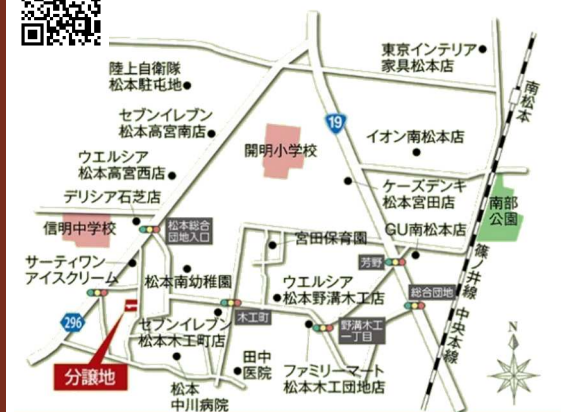 東京インテリア
家具松本店
陸上自衛隊
松本駐屯地
南松本
セブンイレブン
松本高宮南店
19
イオン南松本店
開明小学校
ウエルシア
松本高宮西店
ケーズデンキ
松本宮田店
デリシア石芝店
南部
公園
信明中学校
松本総合
団地入口
宮田保育園
GU南松本店
芳野
篠ノ井線 中央本線
サーティワン
アイスクリーム
松本南幼稚園
ウエルシア
松本野溝木工店
総合団地
296
木工町
セブンイレブン
松本木工町店
野溝木工
一丁目
N
分譲地
田中
医院
ファミリーマート
松本木工団地店
松本
中川病院